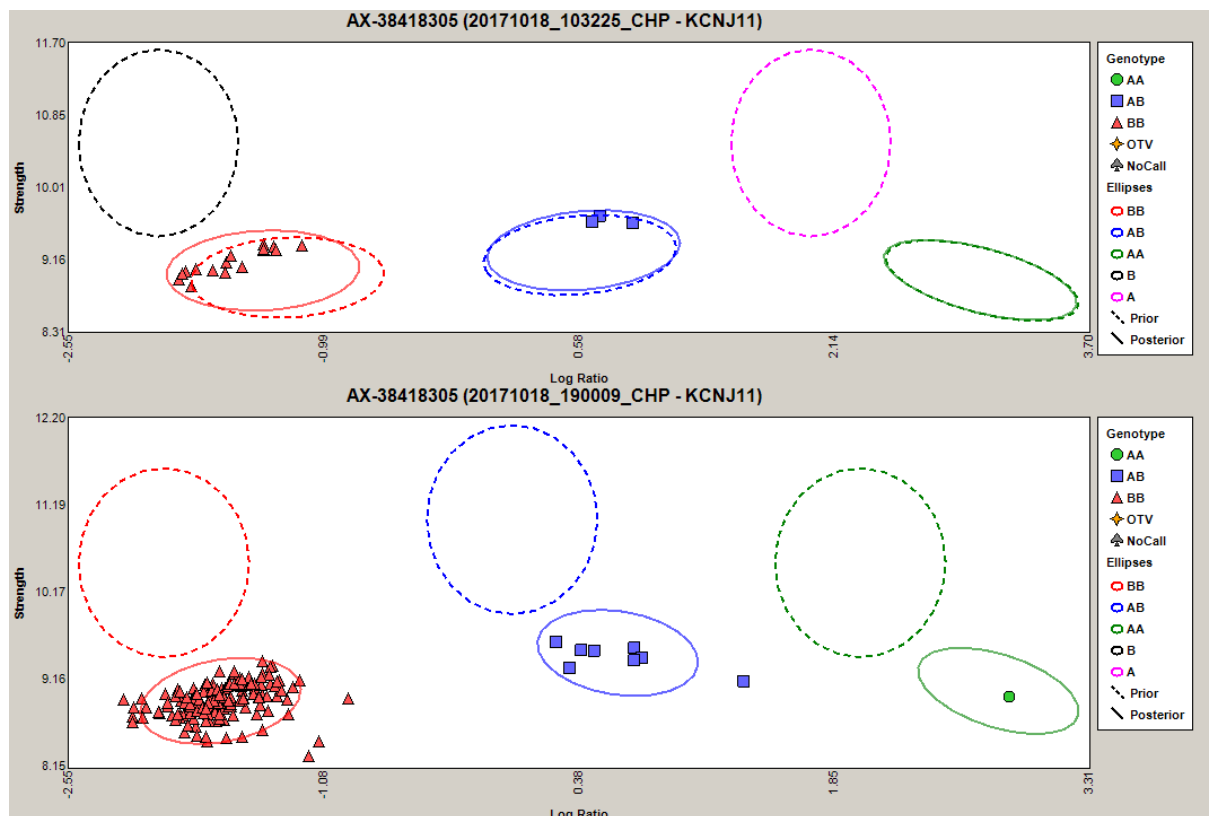 AX-38418305 (20171018_103225_CHP - KCNJ11)
11.70
10.85
10.01
9.16
8.31
Strength
-2.55
-0.99
0.58
2.14
3.70
Log Ratio
Genotype
AA
AB
BB
OTV
NoCall
Ellipses
BB
AB
AA
B
A
Prior
Posterior
AX-38418305 (20171018_190009_CHP - KCNJ11)
12.20
11.19
10.17
9.16
8.15
Strength
-2.55
-1.08
0.38
1.85
3.31
Log Ratio
Genotype
AA
AB
BB
OTV
NoCall
Ellipses
BB
AB
AA
B
A
Prior
Posterior